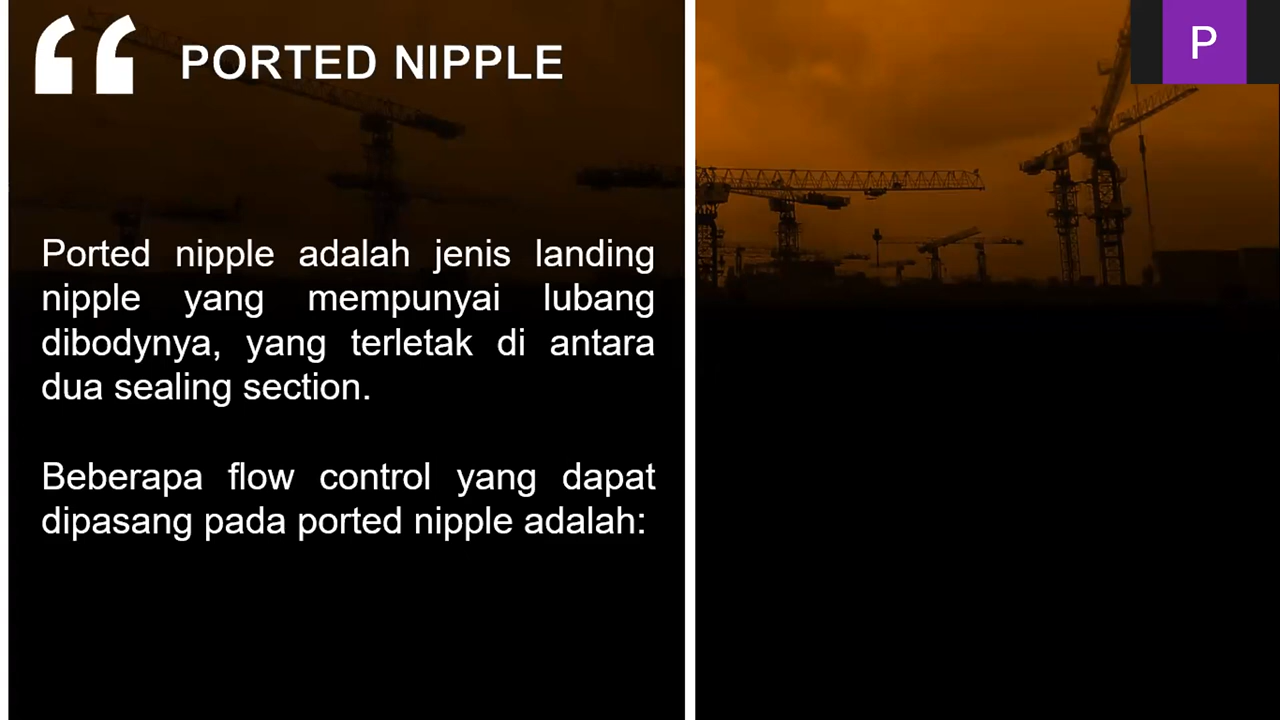 PORTED NIPPLE
P
Ported nipple adalah jenis landing
nipple yang mempunyai lubang
dibodynya, yang terletak di antara
dua sealing section.
Beberapa flow control yang dapat
dipasang pada ported nipple adalah: